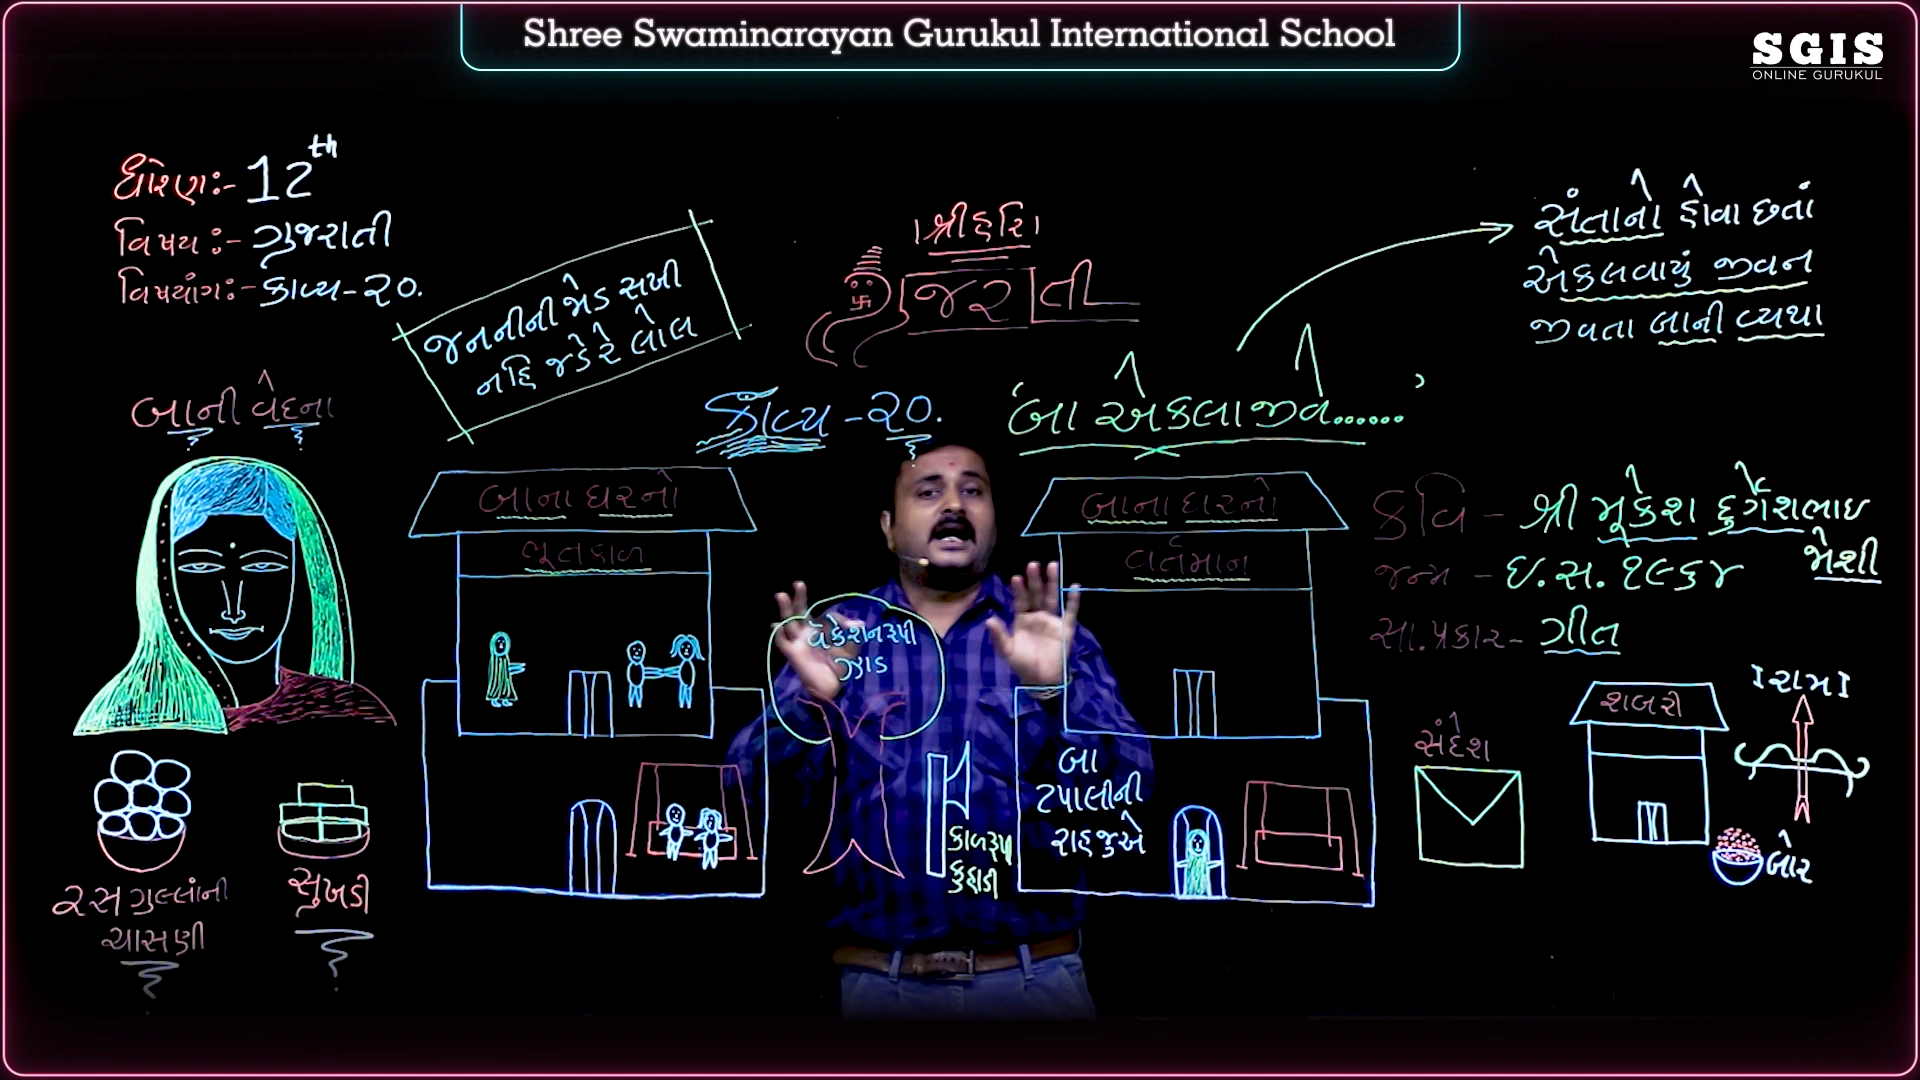 Shree Swaminarayan Gurukul International School
SGIS
ONLINE GURUKUL
ધોરણઃ- 12th
વિષયઃ- ગુજરાતી
વિષયાંગઃ- કાવ્ય-૨૦.
જનનીની જોડ સખી
નહિ જડે રે લોલ
।શ્રીહરિ।
જરાતી
સંતાનો હોવા છતાં
એકલવાયું જીવન
જીવતા બાની વ્યથા
કાવ્ય-૨૦.
'બા એકલા જીવે......'
બાની વેદના
બાના ઘરનો
ભૂતકાળ
બાના ઘરનો
વર્તમાન
કવિ - શ્રી મૂકેશ દુર્ગેશભાઇ
જોશી
જન્મ - ઇ.સ. ૧૯૬૪
સા.પ્રકાર- ગીત
વેકેશનરૂપી
ઝાડ
કાળરૂપી
કુહાડી
બા
ટપાલીની
રાહજુએ
સંદેશ
શબરી
।રામ।
બોર
રસગુલ્લાંની
ચાસણી
સુખડી